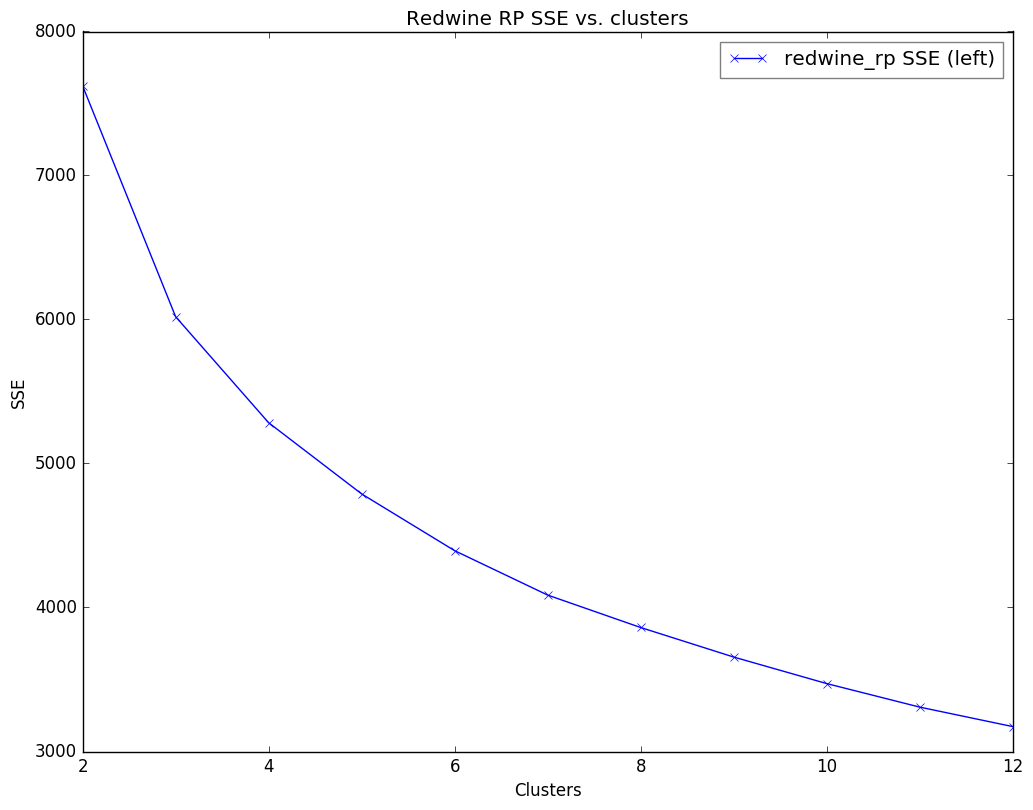 Redwine RP SSE vs. clusters
redwine_rp SSE (left)
8000
7000
6000
5000
4000
3000
SSE
2 4 6 8 10 12
Clusters